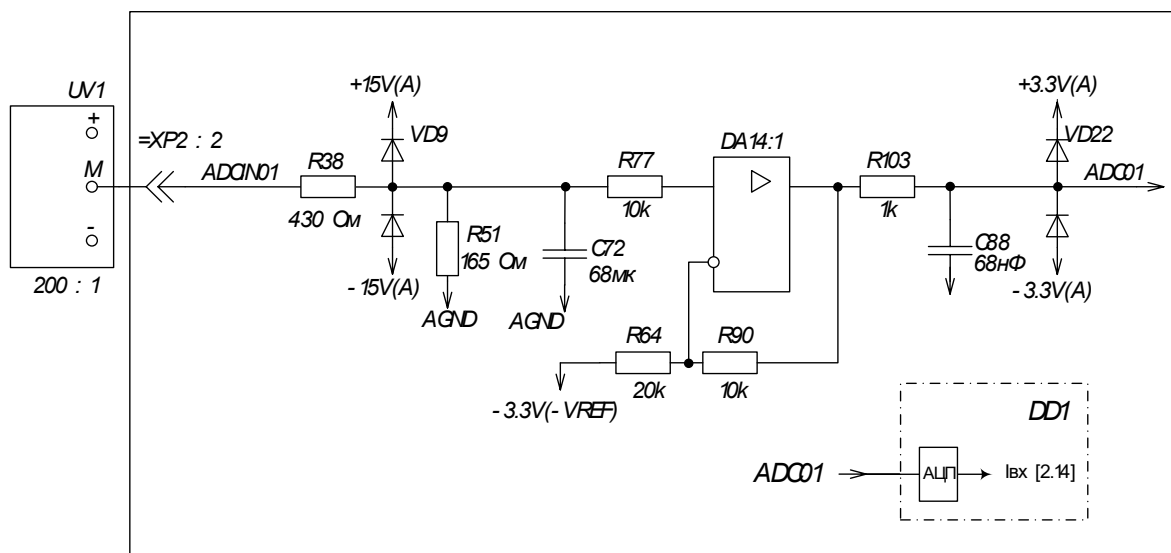 UV1
+
M
-
200 : 1
=XP2 : 2
ADCIN01
R38
430 Ом
+15V(A)
VD9
-15V(A)
R51
165 Ом
AGND
C72
68мк
AGND
R77
10k
DA14:1
R64
20k
R90
10k
-3.3V(-VREF)
R103
1k
C88
68нФ
+3.3V(A)
VD22
-3.3V(A)
ADC01
DD1
ADC01
АЦП
Iвх [2.14]